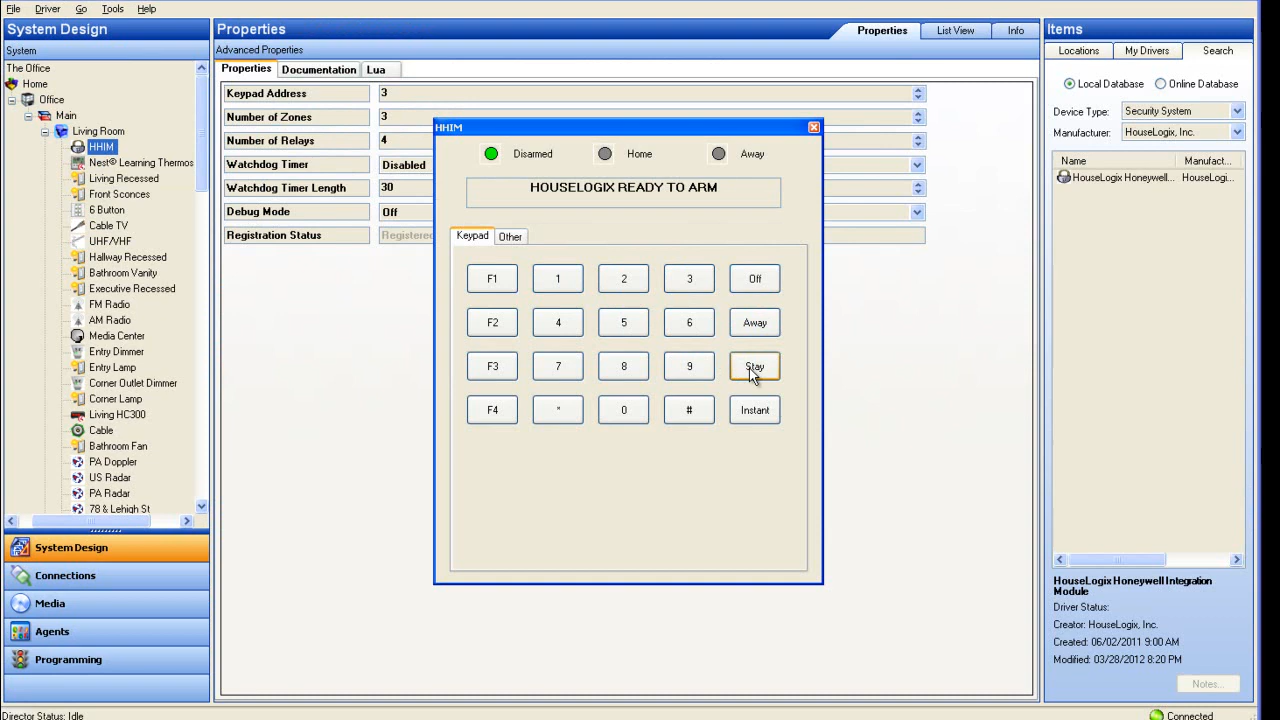 File Driver Go Tools Help
System Design
System
The Office
Home
Office
Main
Living Room
HHIM
Nest® Learning Thermos
Living Recessed
Front Sconces
6 Button
Cable TV
UHF/VHF
Hallway Recessed
Bathroom Vanity
Executive Recessed
FM Radio
AM Radio
Media Center
Entry Dimmer
Entry Lamp
Corner Outlet Dimmer
Corner Lamp
Living HC300
Cable
Bathroom Fan
PA Doppler
US Radar
PA Radar
78 & Lehigh St
System Design
Connections
Media
Agents
Programming
Director Status: Idle
Properties
Properties List View Info
Advanced Properties
Properties Documentation Lua
Keypad Address 3
Number of Zones 3
Number of Relays 4
Watchdog Timer Disabled
Watchdog Timer Length 30
Debug Mode Off
Registration Status Registered
HHIM
Disarmed Home Away
HOUSELOGIX READY TO ARM
Keypad Other
F1 1 2 3 Off
F2 4 5 6 Away
F3 7 8 9 Stay
F4 * 0 # Instant
Items
Locations My Drivers Search
Local Database Online Database
Device Type: Security System
Manufacturer: HouseLogix, Inc.
Name Manufact...
HouseLogix Honeywell... HouseLogi...
HouseLogix Honeywell Integration
Module
Driver Status:
Creator: HouseLogix, Inc.
Created: 06/02/2011 9:00 AM
Modified: 03/28/2012 8:20 PM
Notes...
Connected